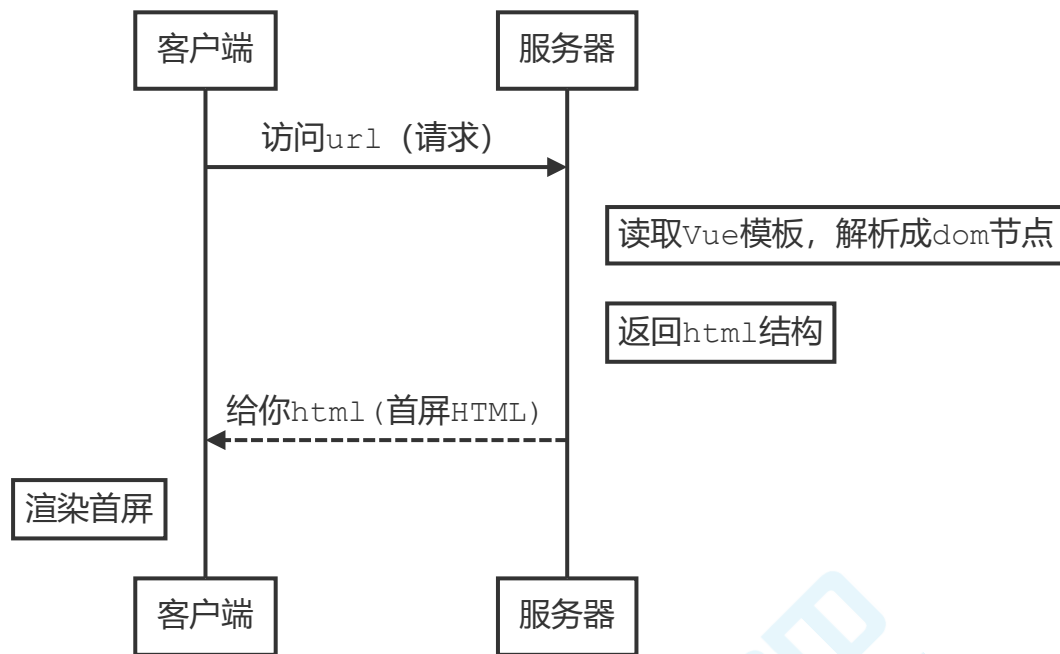 客户端
服务器
访问url（请求）
读取Vue模板，解析成dom节点
返回html结构
给你html(首屏HTML)
渲染首屏
客户端
服务器